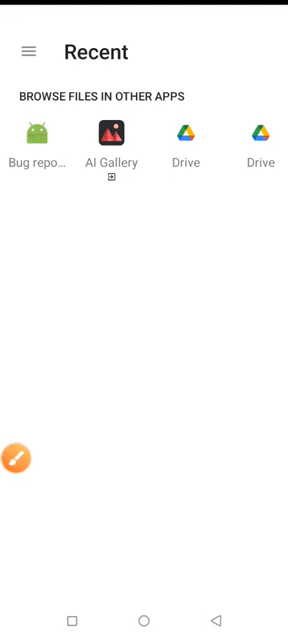 Recent
BROWSE FILES IN OTHER APPS
Bug repo... AI Gallery Drive Drive